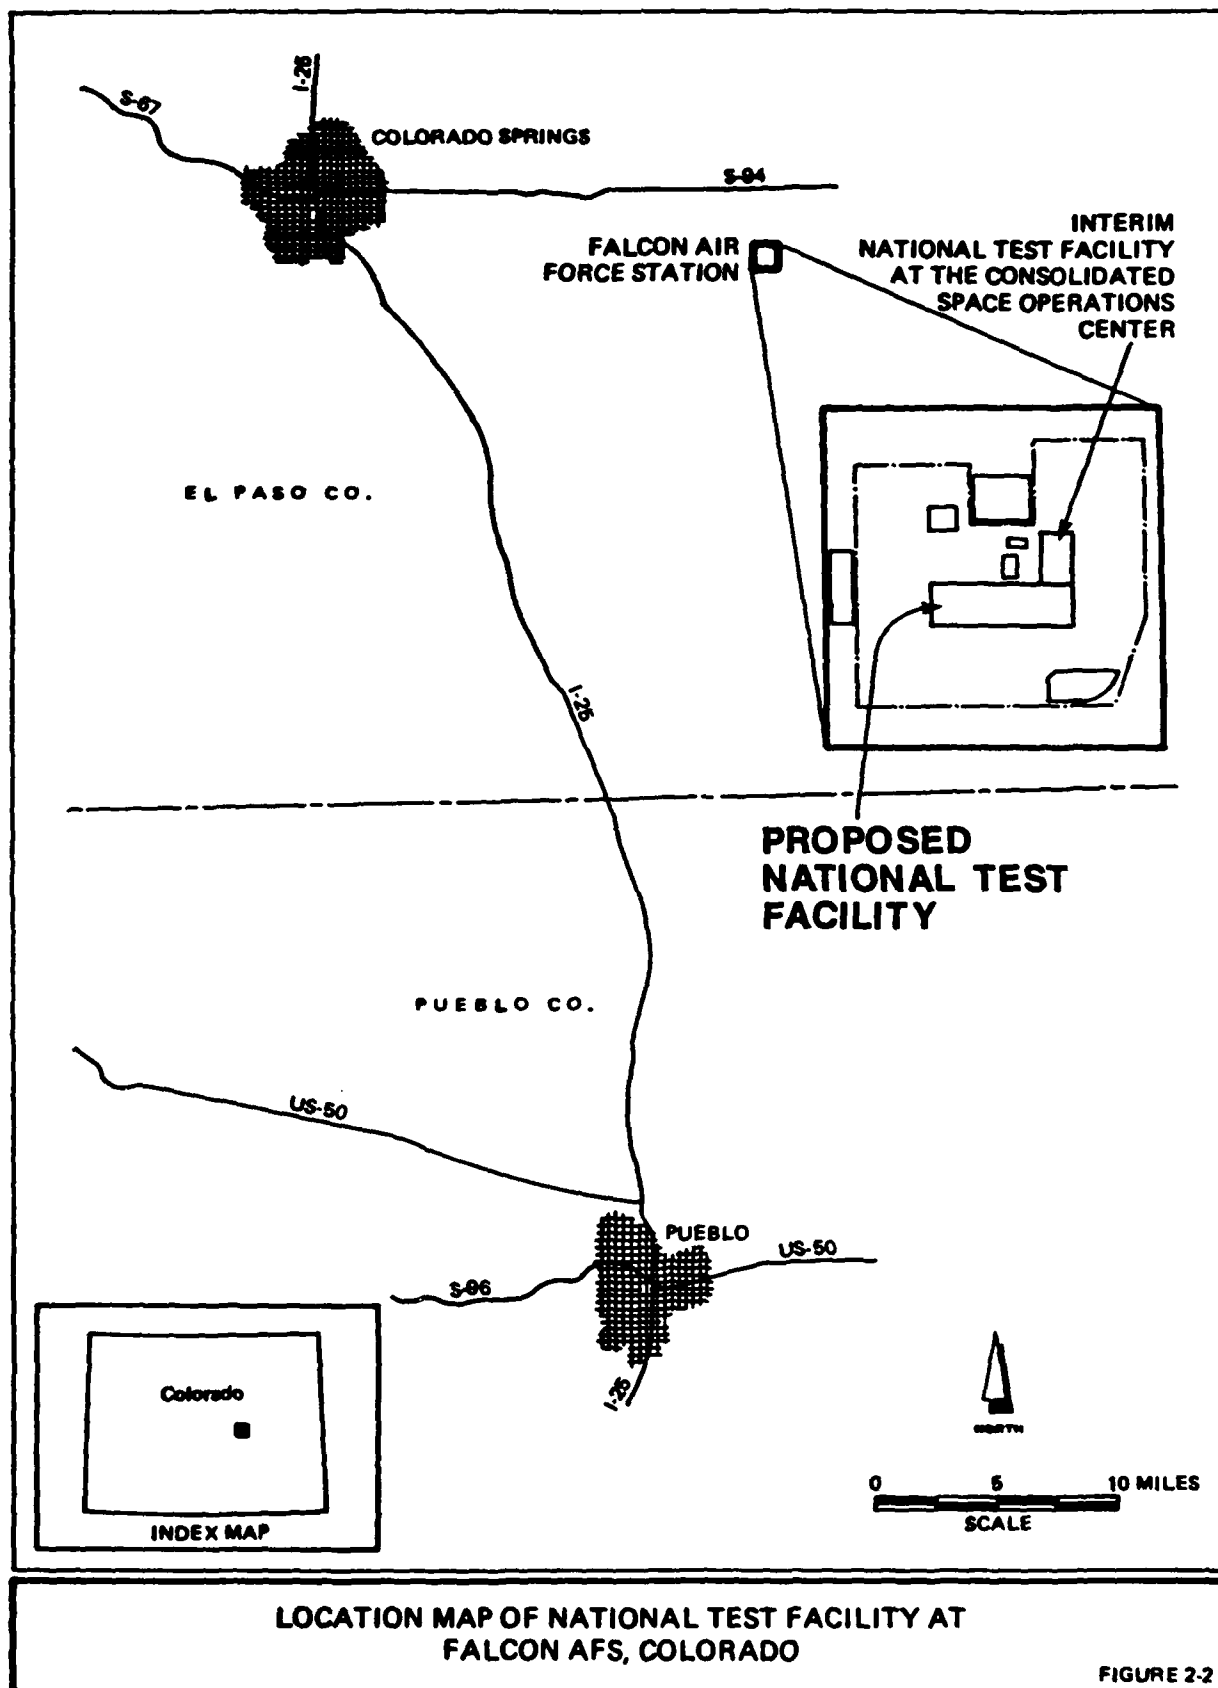 I-25
S-67
COLORADO SPRINGS
S-94
FALCON AIR
FORCE STATION
INTERIM
NATIONAL TEST FACILITY
AT THE CONSOLIDATED
SPACE OPERATIONS
CENTER
EL PASO CO.
I-25
PROPOSED
NATIONAL TEST
FACILITY
PUEBLO CO.
US-50
PUEBLO
US-50
S-96
I-25
Colorado
INDEX MAP
NORTH
0 5 10 MILES
SCALE
LOCATION MAP OF NATIONAL TEST FACILITY AT
FALCON AFS, COLORADO
FIGURE 2-2